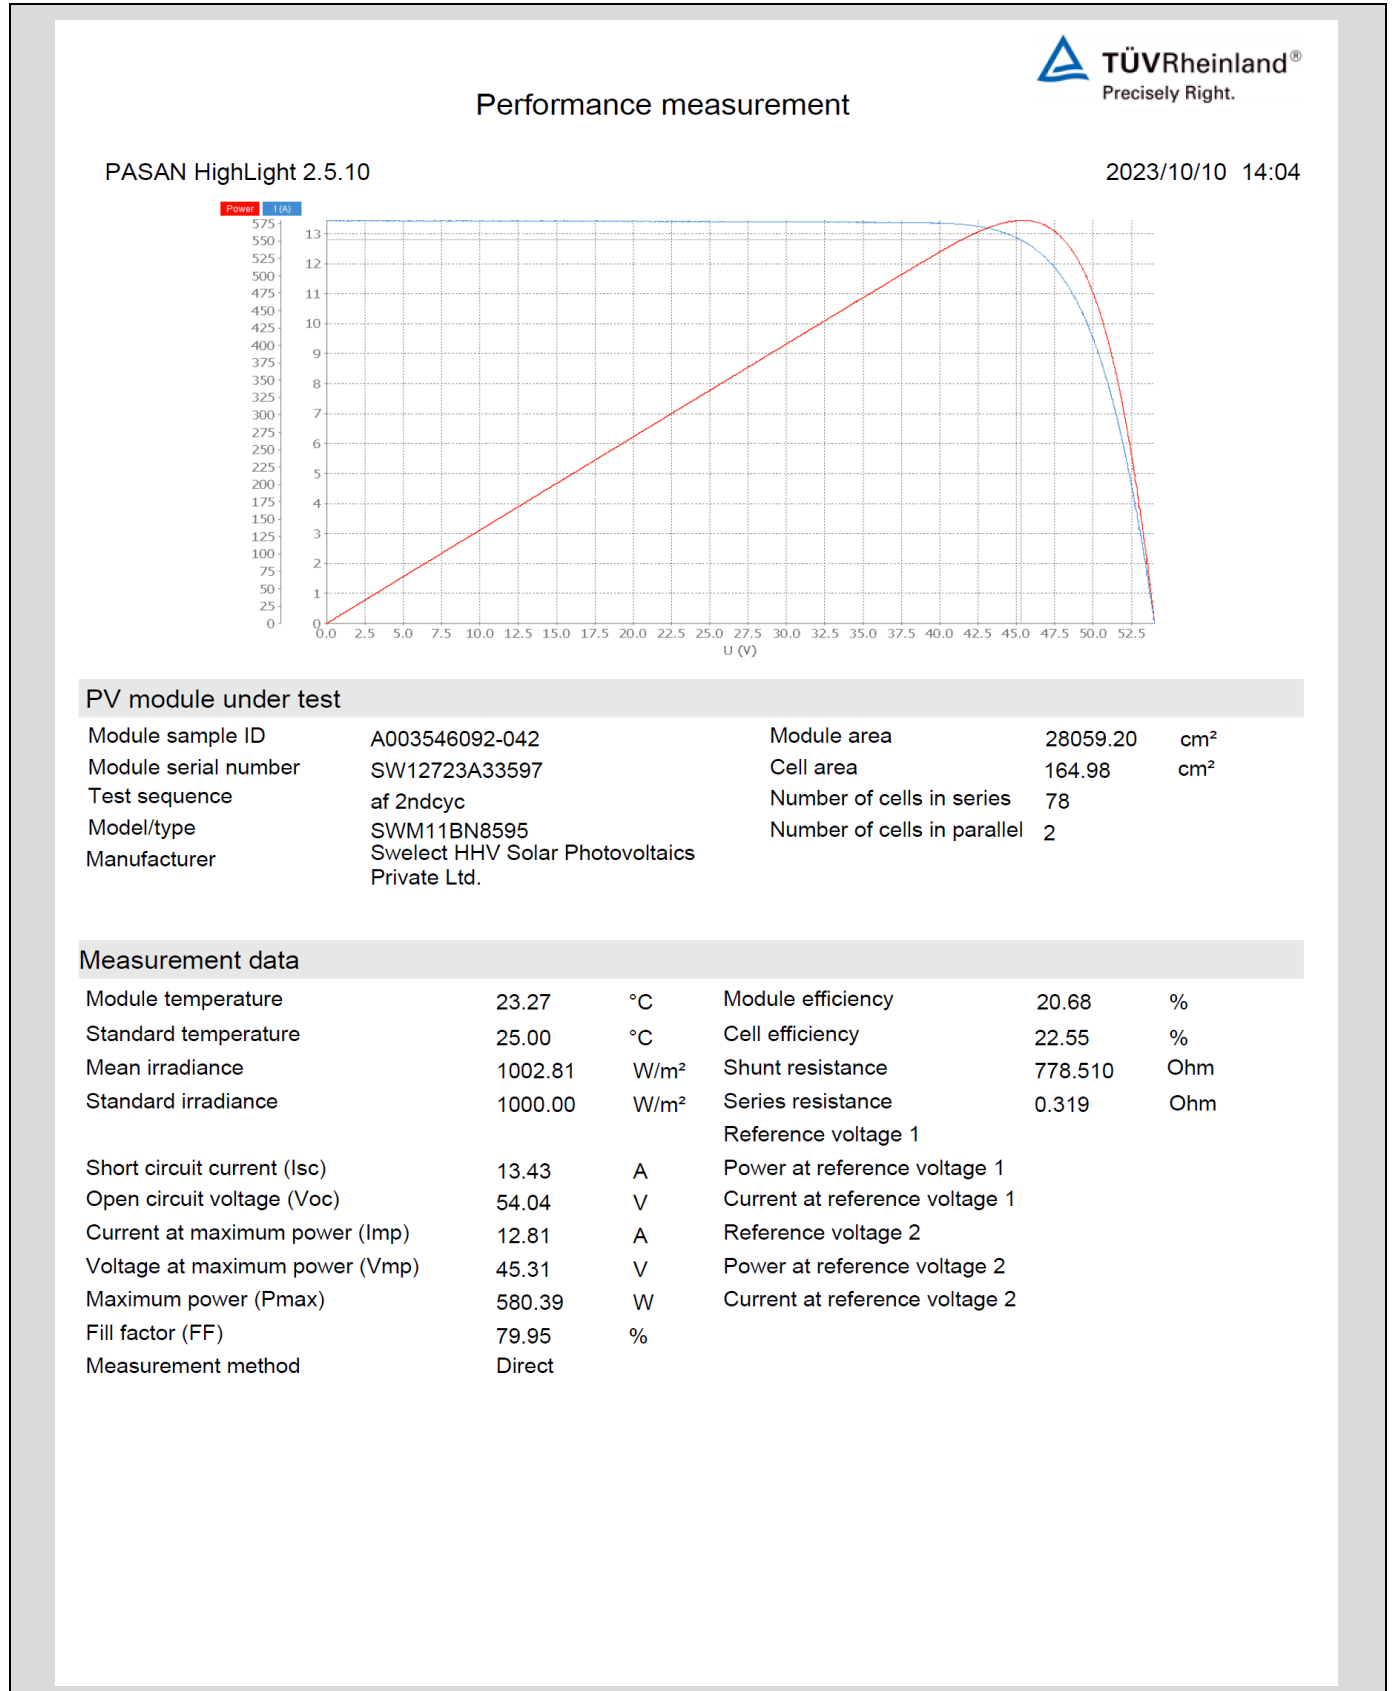 TÜVRheinland®
Precisely Right.
Performance measurement
PASAN HighLight 2.5.10 2023/10/10 14:04
Power I (A)
575
550
525
500
475
450
425
400
375
350
325
300
275
250
225
200
175
150
125
100
75
50
25
0
13
12
11
10
9
8
7
6
5
4
3
2
1
0
0.0 2.5 5.0 7.5 10.0 12.5 15.0 17.5 20.0 22.5 25.0 27.5 30.0 32.5 35.0 37.5 40.0 42.5 45.0 47.5 50.0 52.5
U (V)
PV module under test
Module sample ID A003546092-042 Module area 28059.20 cm²
Module serial number SW12723A33597 Cell area 164.98 cm²
Test sequence af 2ndcyc Number of cells in series 78
Model/type SWM11BN8595 Number of cells in parallel 2
Manufacturer Swelect HHV Solar Photovoltaics
Private Ltd.
Measurement data
Module temperature 23.27 °C Module efficiency 20.68 %
Standard temperature 25.00 °C Cell efficiency 22.55 %
Mean irradiance 1002.81 W/m² Shunt resistance 778.510 Ohm
Standard irradiance 1000.00 W/m² Series resistance 0.319 Ohm
Reference voltage 1
Short circuit current (Isc) 13.43 A Power at reference voltage 1
Open circuit voltage (Voc) 54.04 V Current at reference voltage 1
Current at maximum power (Imp) 12.81 A Reference voltage 2
Voltage at maximum power (Vmp) 45.31 V Power at reference voltage 2
Maximum power (Pmax) 580.39 W Current at reference voltage 2
Fill factor (FF) 79.95 %
Measurement method Direct